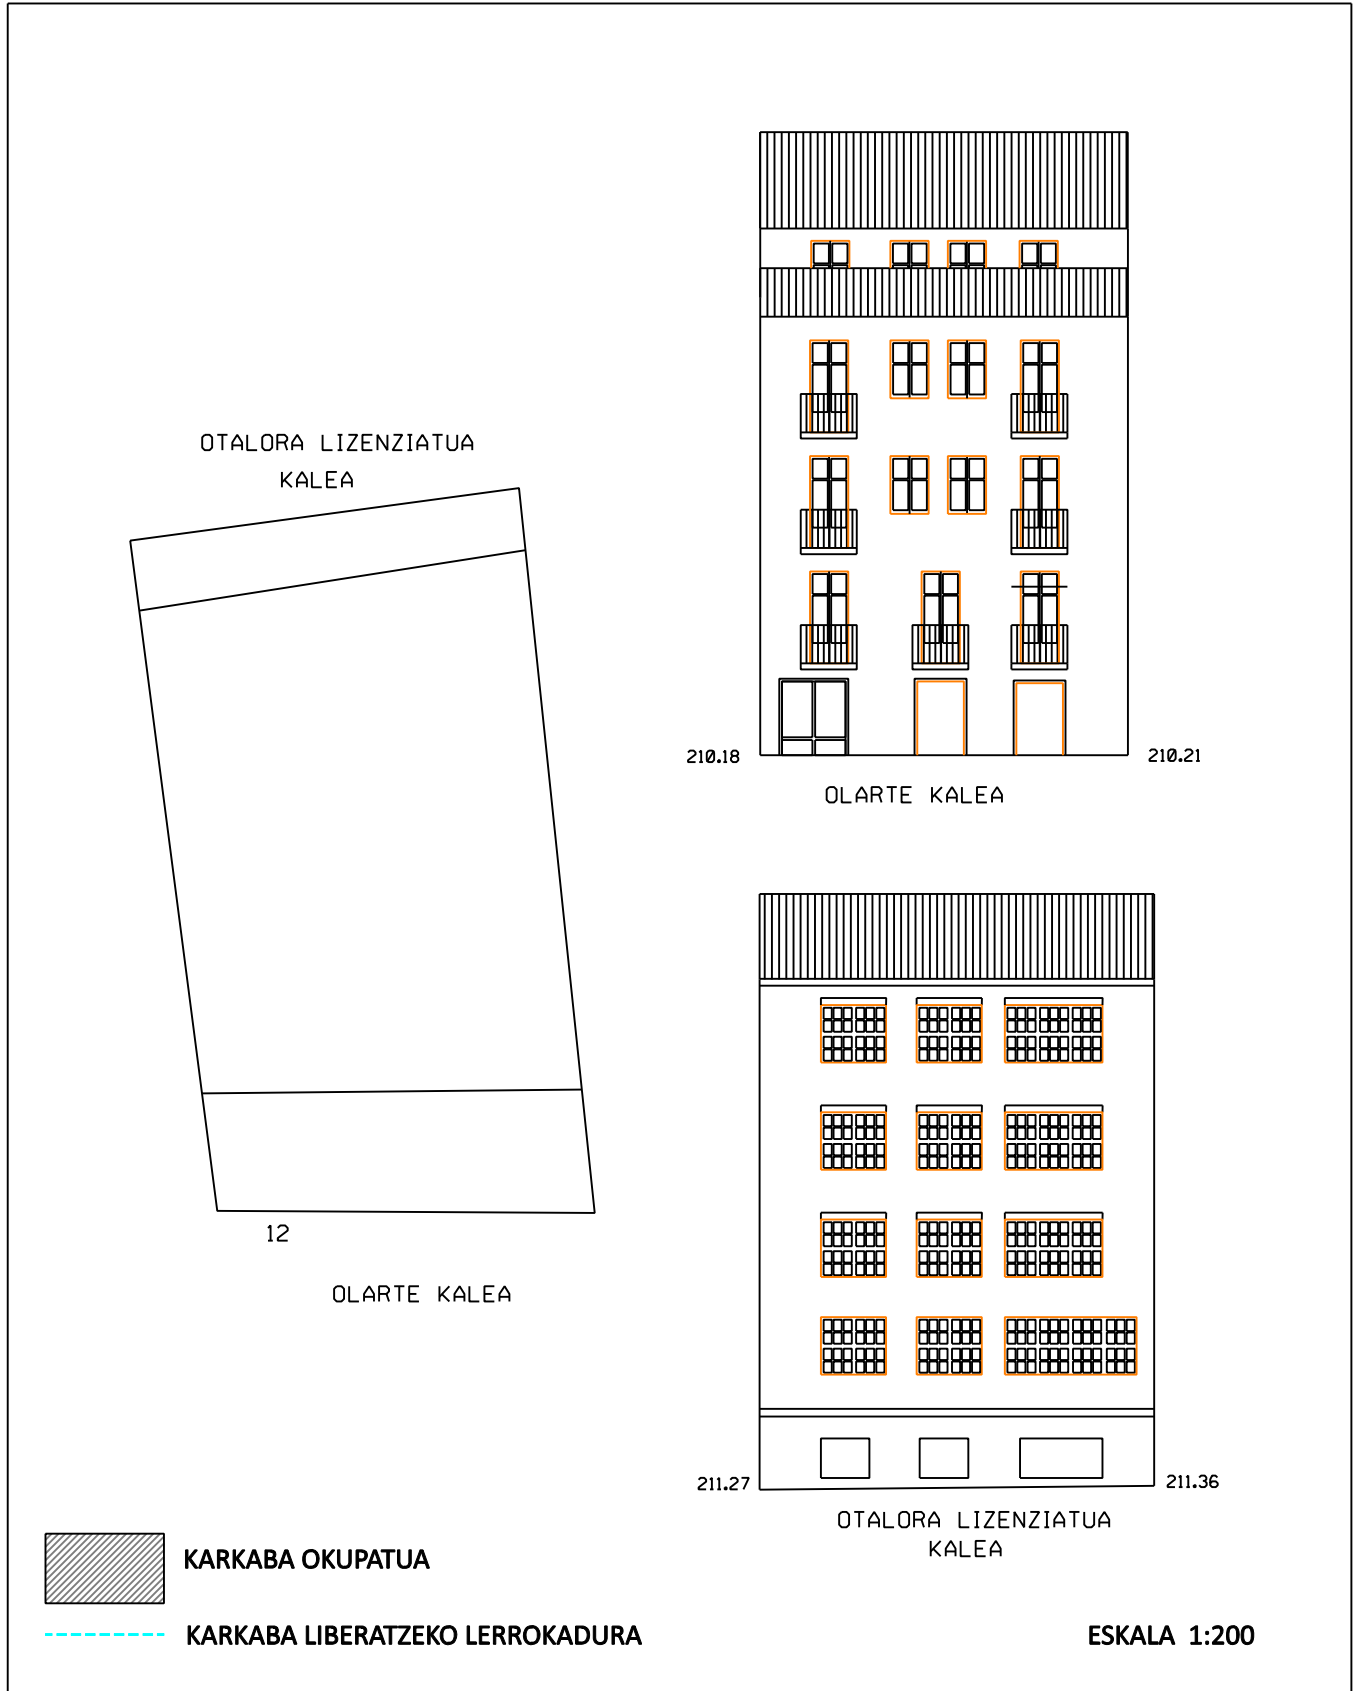 OTALORA LIZENZIATUA
KALEA
12
OLARTE KALEA
210.18
210.21
OLARTE KALEA
211.27
211.36
OTALORA LIZENZIATUA
KALEA
KARKABA OKUPATUA
KARKABA LIBERATZEKO LERROKADURA
ESKALA 1:200